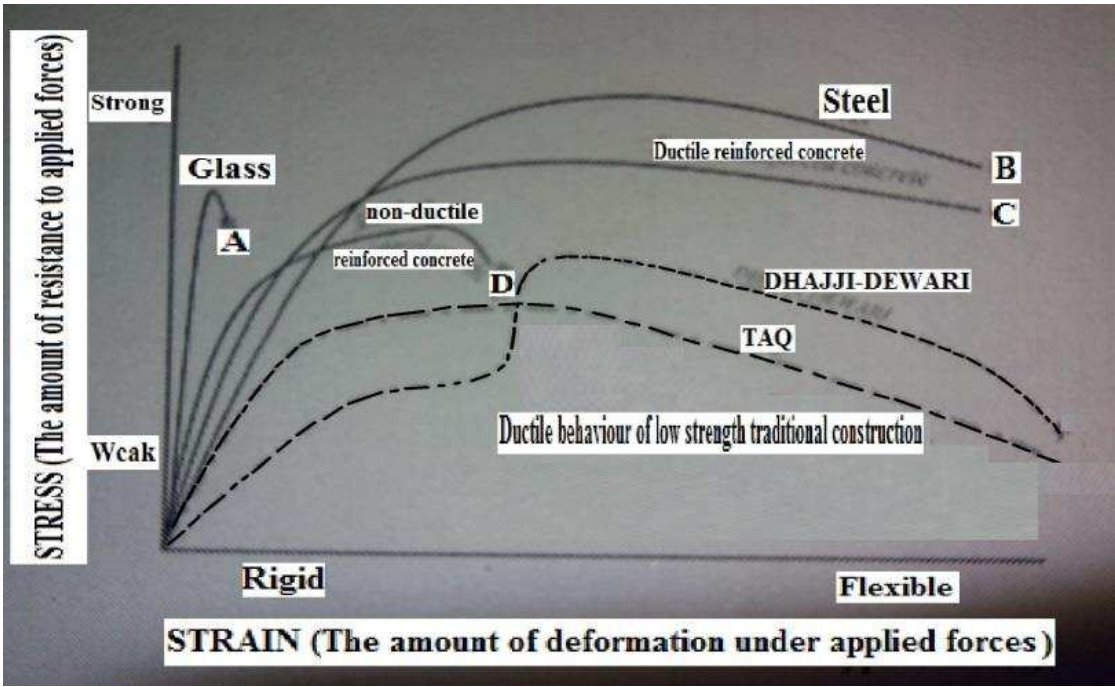 STRESS (The amount of resistance to applied forces)
Strong
Glass
A
Steel
Ductile reinforced concrete
B
C
non-ductile
reinforced concrete
D
DHAJJI-DEWARI
TAQ
Ductile behaviour of low strength traditional construction
Wcak
Rigid
Flexible
STRAIN (The amount of deformation under applied forces)